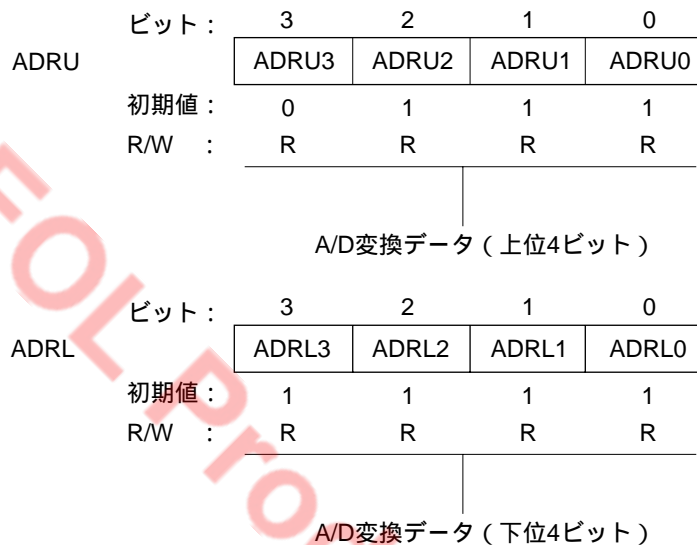 ビット： 3 2 1 0
ADRU ADRU3 ADRU2 ADRU1 ADRU0
初期値： 0 1 1 1
R/W ： R R R R
A/D変換データ（上位4ビット）
ビット： 3 2 1 0
ADRL ADRL3 ADRL2 ADRL1 ADRL0
初期値： 1 1 1 1
R/W ： R R R R
A/D変換データ（下位4ビット）